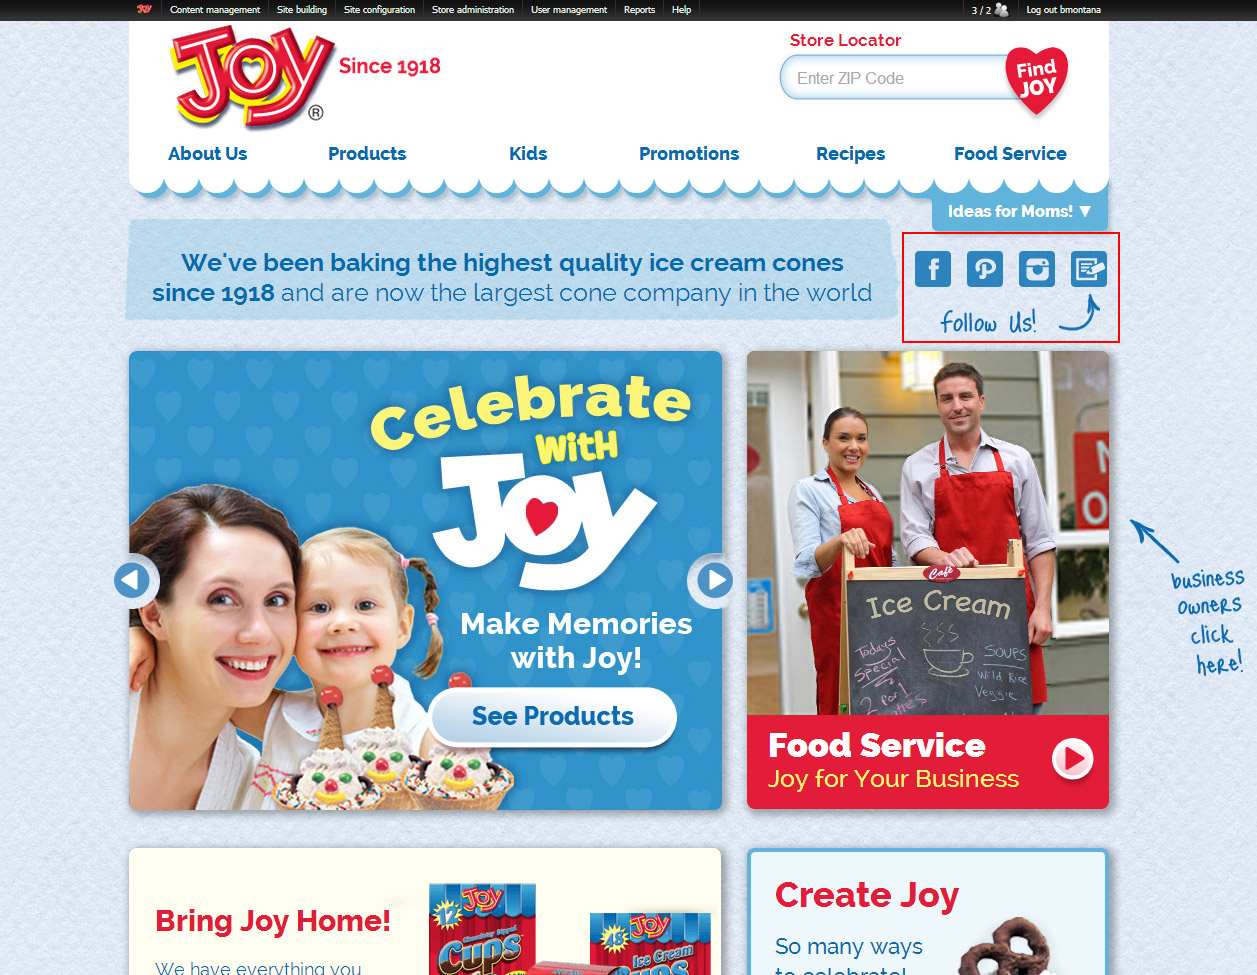 Joy Content management Site building Site configuration Store administration User management Reports Help 3 / 2 Log out bmontana
Joy ®
Since 1918
Store Locator
Enter ZIP Code
Find
JOY
About Us Products Kids Promotions Recipes Food Service
Ideas for Moms! ▼
We've been baking the highest quality ice cream cones
since 1918 and are now the largest cone company in the world
f
follow Us!
Celebrate
WitH
Joy
Make Memories
with Joy!
See Products
Café
Ice Cream
Todays
Special
2 for 1
SOUPS
Wild Rice
Veggie
N
O
Food Service
Joy for Your Business
business
owners
click
here!
Bring Joy Home!
We have everything you
12
Joy
Chocolatey Dipped
Cups
48
Joy
Ice Cream
Cups
Create Joy
So many ways
to celebrate!